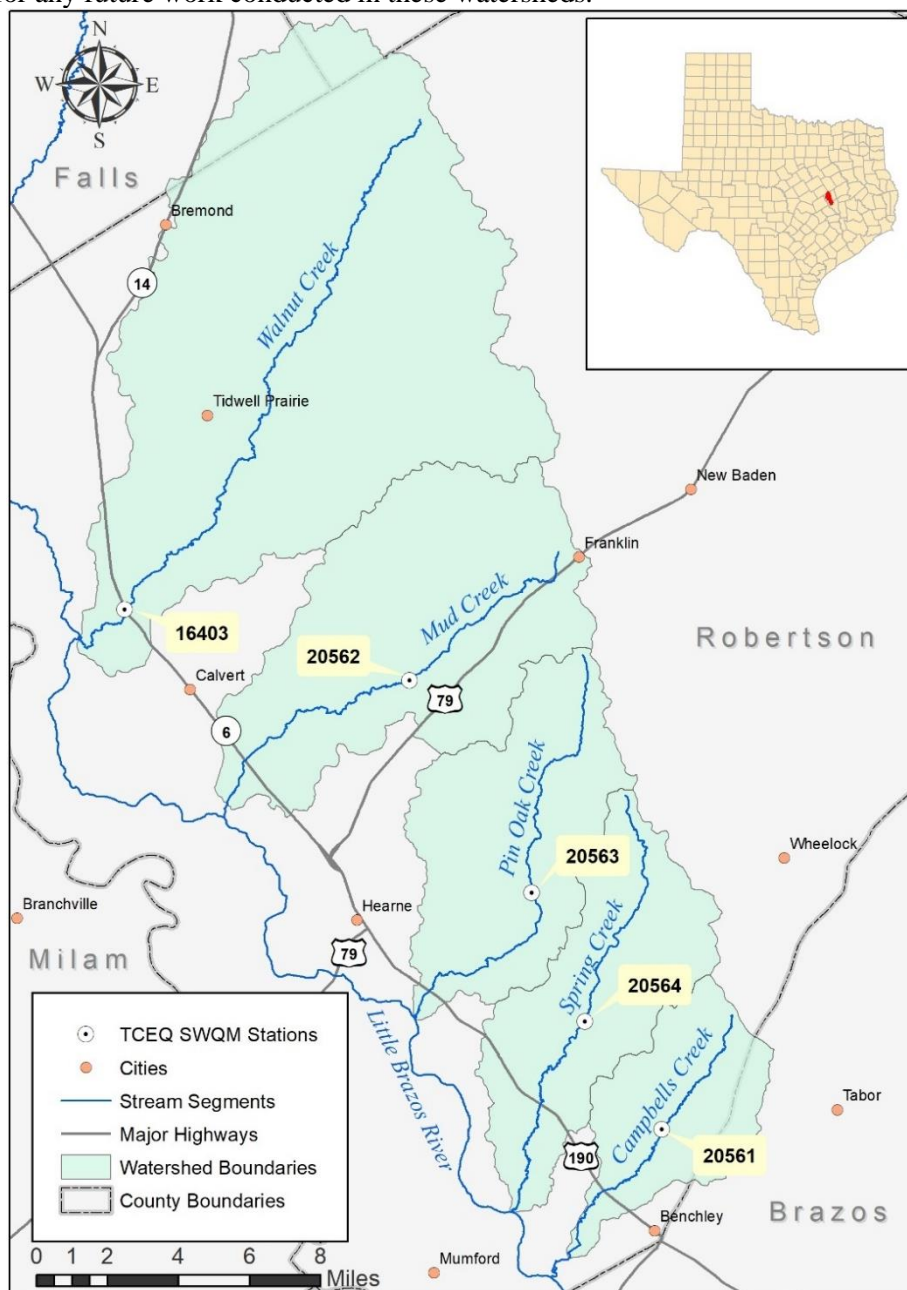 for any future work conducted in these watersheds.
N
W E
S
Falls
Bremond
14
Walnut Creek
Tidwell Prairie
New Baden
Franklin
Mud Creek
16403
20562
Robertson
Calvert
79
6
Pin Oak Creek
Wheelock
20563
Branchville
Hearne
79
Milam
Spring Creek
20564
Little Brazos River
Campbells Creek
Tabor
20561
190
Brazos
Benchley
Mumford
TCEQ SWQM Stations
Cities
Stream Segments
Major Highways
Watershed Boundaries
County Boundaries
0 1 2 4 6 8
Miles